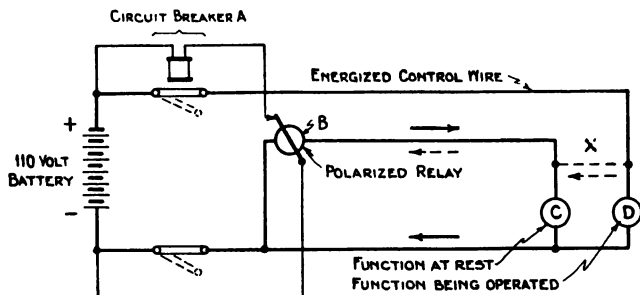 CIRCUIT BREAKER A
ENERGIZED CONTROL WIRE
+
B
110 VOLT
BATTERY
POLARIZED RELAY
X
-
C
D
FUNCTION AT REST
FUNCTION BEING OPERATED